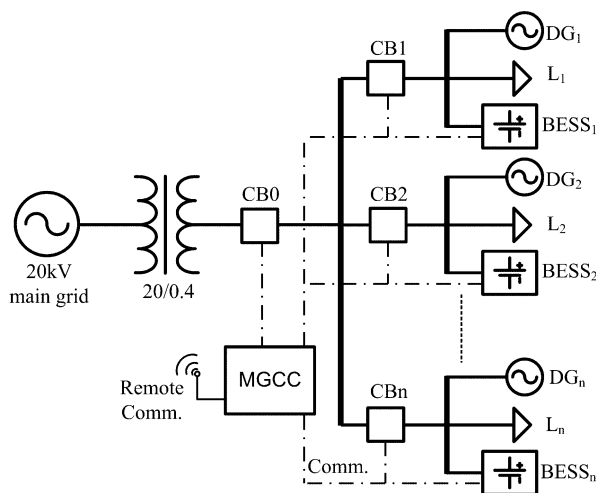 DG₁
CB1
L₁
BESS₁
DG₂
CB0
CB2
L₂
20kV
main grid
20/0.4
BESS₂
MGCC
Remote
Comm.
DGₙ
CBn
Lₙ
Comm.
BESSₙ